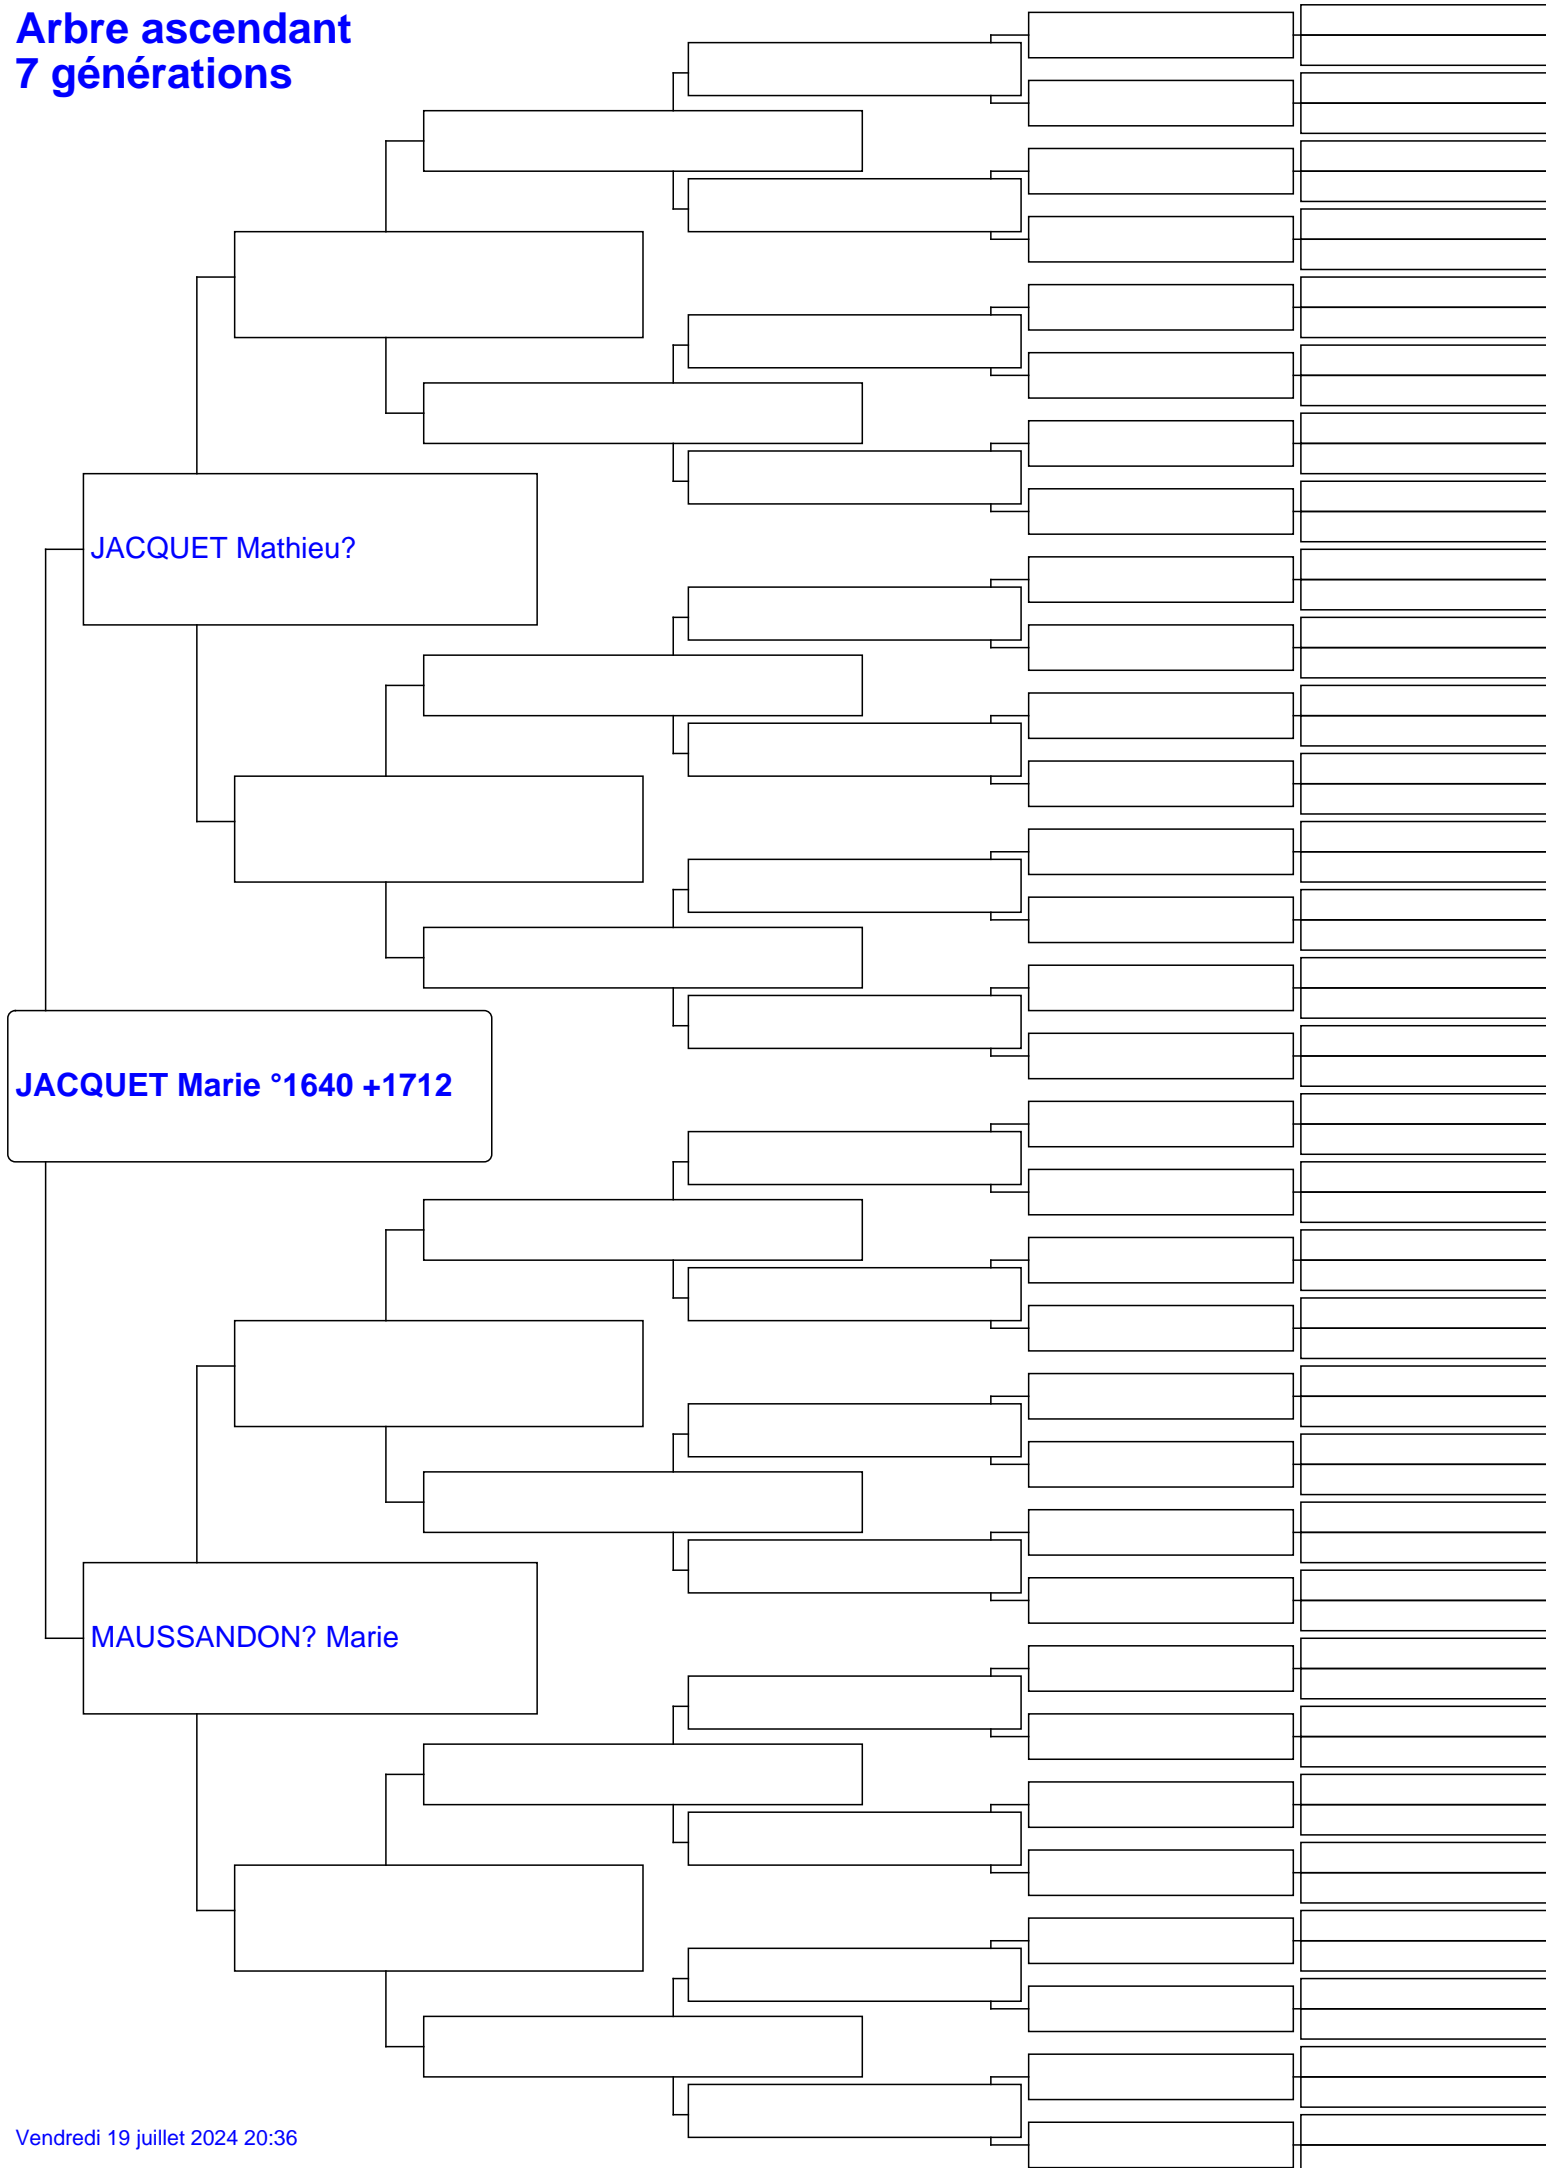 Arbre ascendant
7 générations
JACQUET Mathieu?
JACQUET Marie °1640 +1712
MAUSSANDON? Marie
Vendredi 19 juillet 2024 20:36